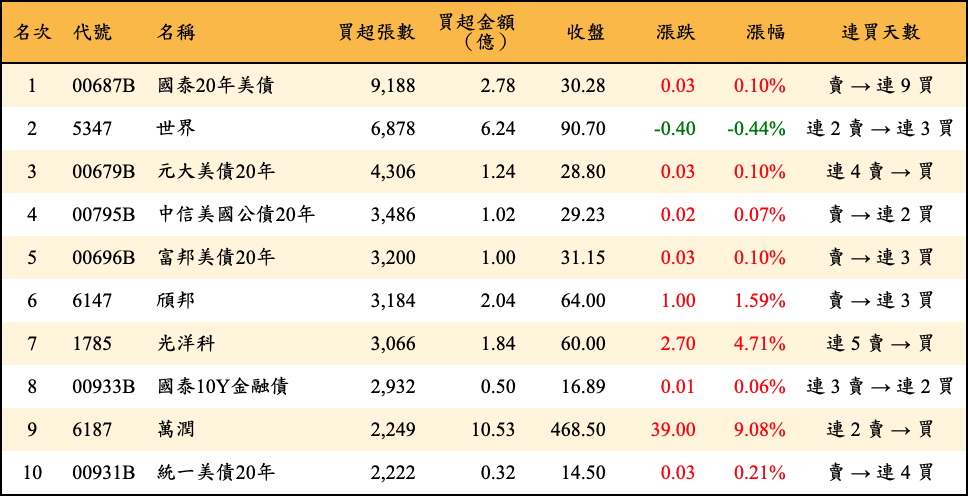 名次 代號 名稱 買超張數 買超金額（億） 收盤 漲跌 漲幅 連買天數
1 00687B 國泰20年美債 9,188 2.78 30.28 0.03 0.10% 賣 → 連 9 買
2 5347 世界 6,878 6.24 90.70 -0.40 -0.44% 連 2 賣 → 連 3 買
3 00679B 元大美債20年 4,306 1.24 28.80 0.03 0.10% 連 4 賣 → 買
4 00795B 中信美國公債20年 3,486 1.02 29.23 0.02 0.07% 賣 → 連 2 買
5 00696B 富邦美債20年 3,200 1.00 31.15 0.03 0.10% 賣 → 連 3 買
6 6147 頎邦 3,184 2.04 64.00 1.00 1.59% 賣 → 連 3 買
7 1785 光洋科 3,066 1.84 60.00 2.70 4.71% 連 5 賣 → 買
8 00933B 國泰10Y金融債 2,932 0.50 16.89 0.01 0.06% 連 3 賣 → 連 2 買
9 6187 萬潤 2,249 10.53 468.50 39.00 9.08% 連 2 賣 → 買
10 00931B 統一美債20年 2,222 0.32 14.50 0.03 0.21% 賣 → 連 4 買